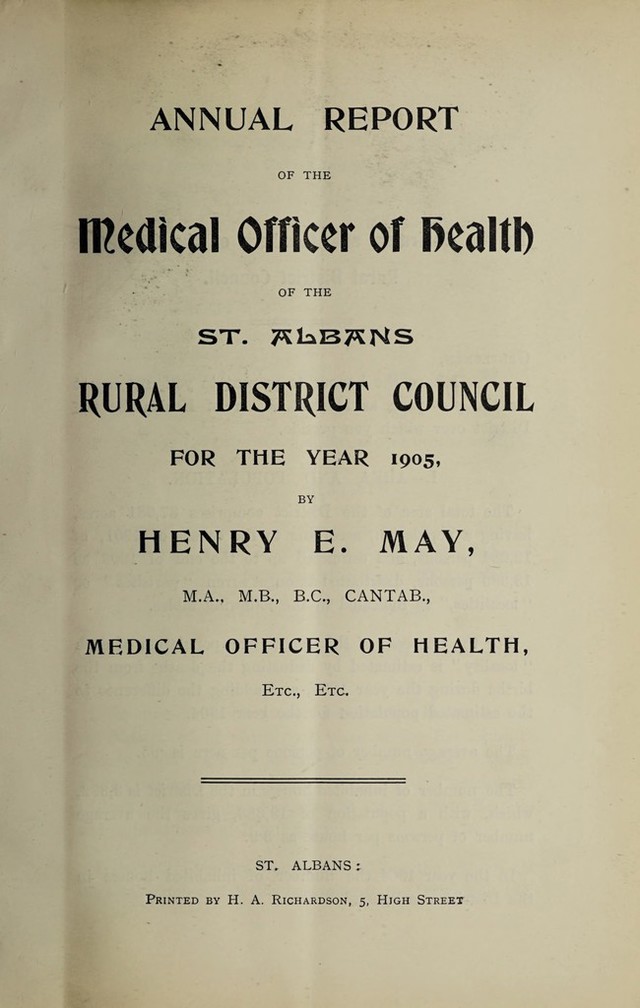 ANNUAL REPORT
OF THE
Medical Officer of Health
OF THE
ST. ALBANS
RURAL DISTRICT COUNCIL
FOR THE YEAR 1905,
BY
HENRY E. MAY,
M.A., M.B., B.C., CANTAB.,
MEDICAL OFFICER OF HEALTH,
ETC., ETC.
ST. ALBANS:
PRINTED BY H. A. RICHARDSON, 5, HIGH STREET